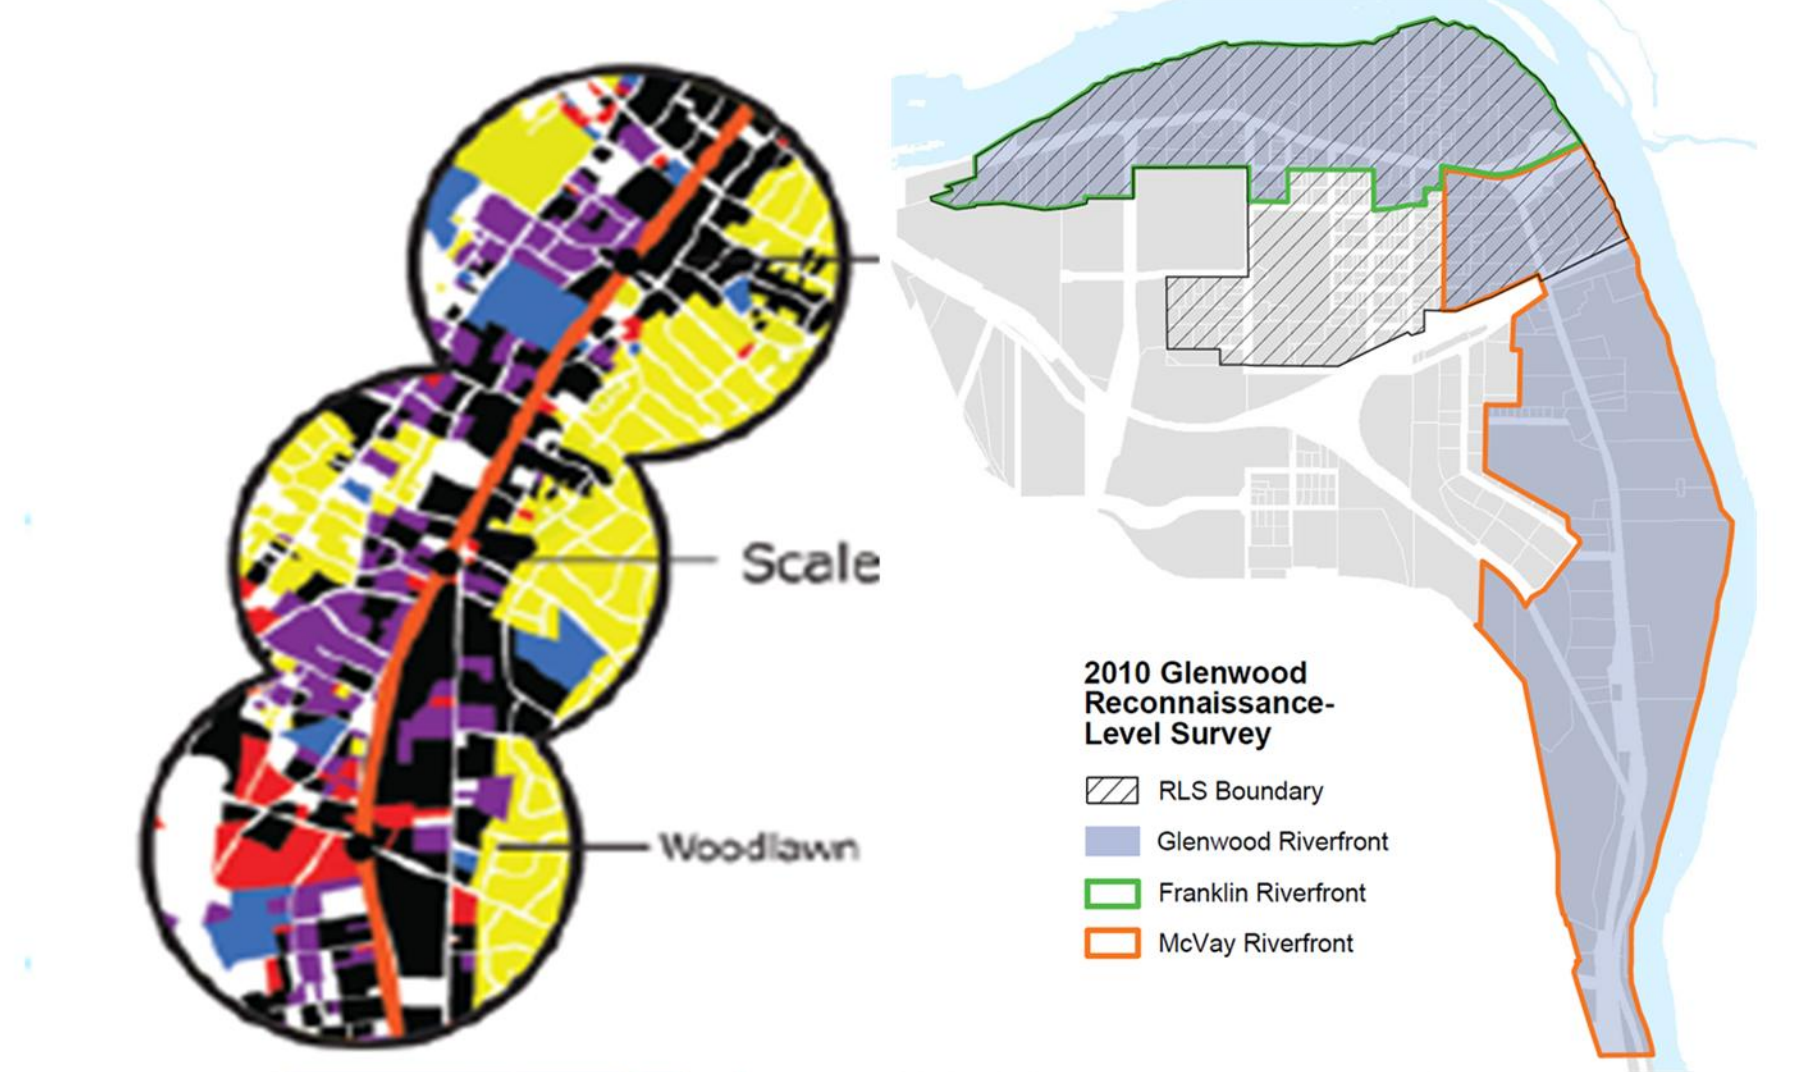 Scale
Woodlawn
2010 Glenwood
Reconnaissance-
Level Survey
RLS Boundary
Glenwood Riverfront
Franklin Riverfront
McVay Riverfront